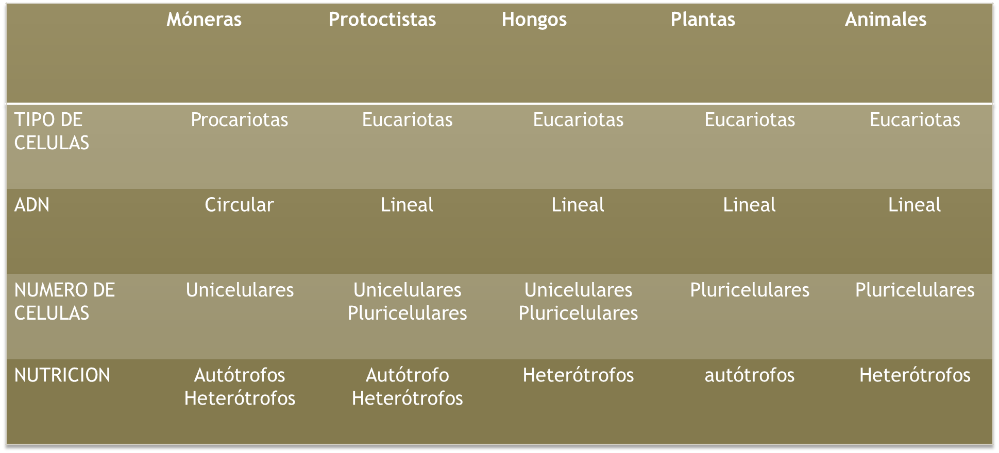 Móneras Protoctistas Hongos Plantas Animales
TIPO DE Procariotas Eucariotas Eucariotas Eucariotas Eucariotas
CELULAS
ADN Circular Lineal Lineal Lineal Lineal
NUMERO DE Unicelulares Unicelulares Unicelulares Pluricelulares Pluricelulares
CELULAS Pluricelulares Pluricelulares
NUTRICION Autótrofos Autótrofo Heterótrofos autótrofos Heterótrofos
Heterótrofos Heterótrofos